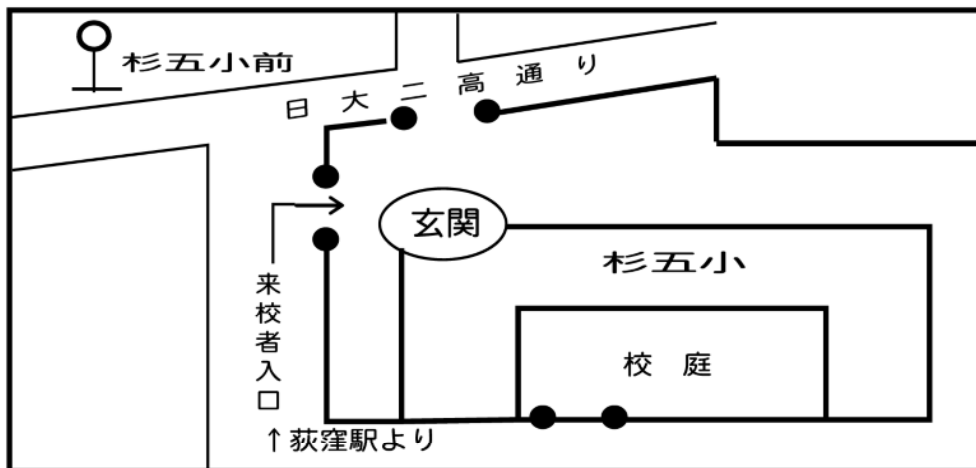 杉五小前
日大二高通り
玄関
杉五小
来校者入口
校庭
↑荻窪駅より